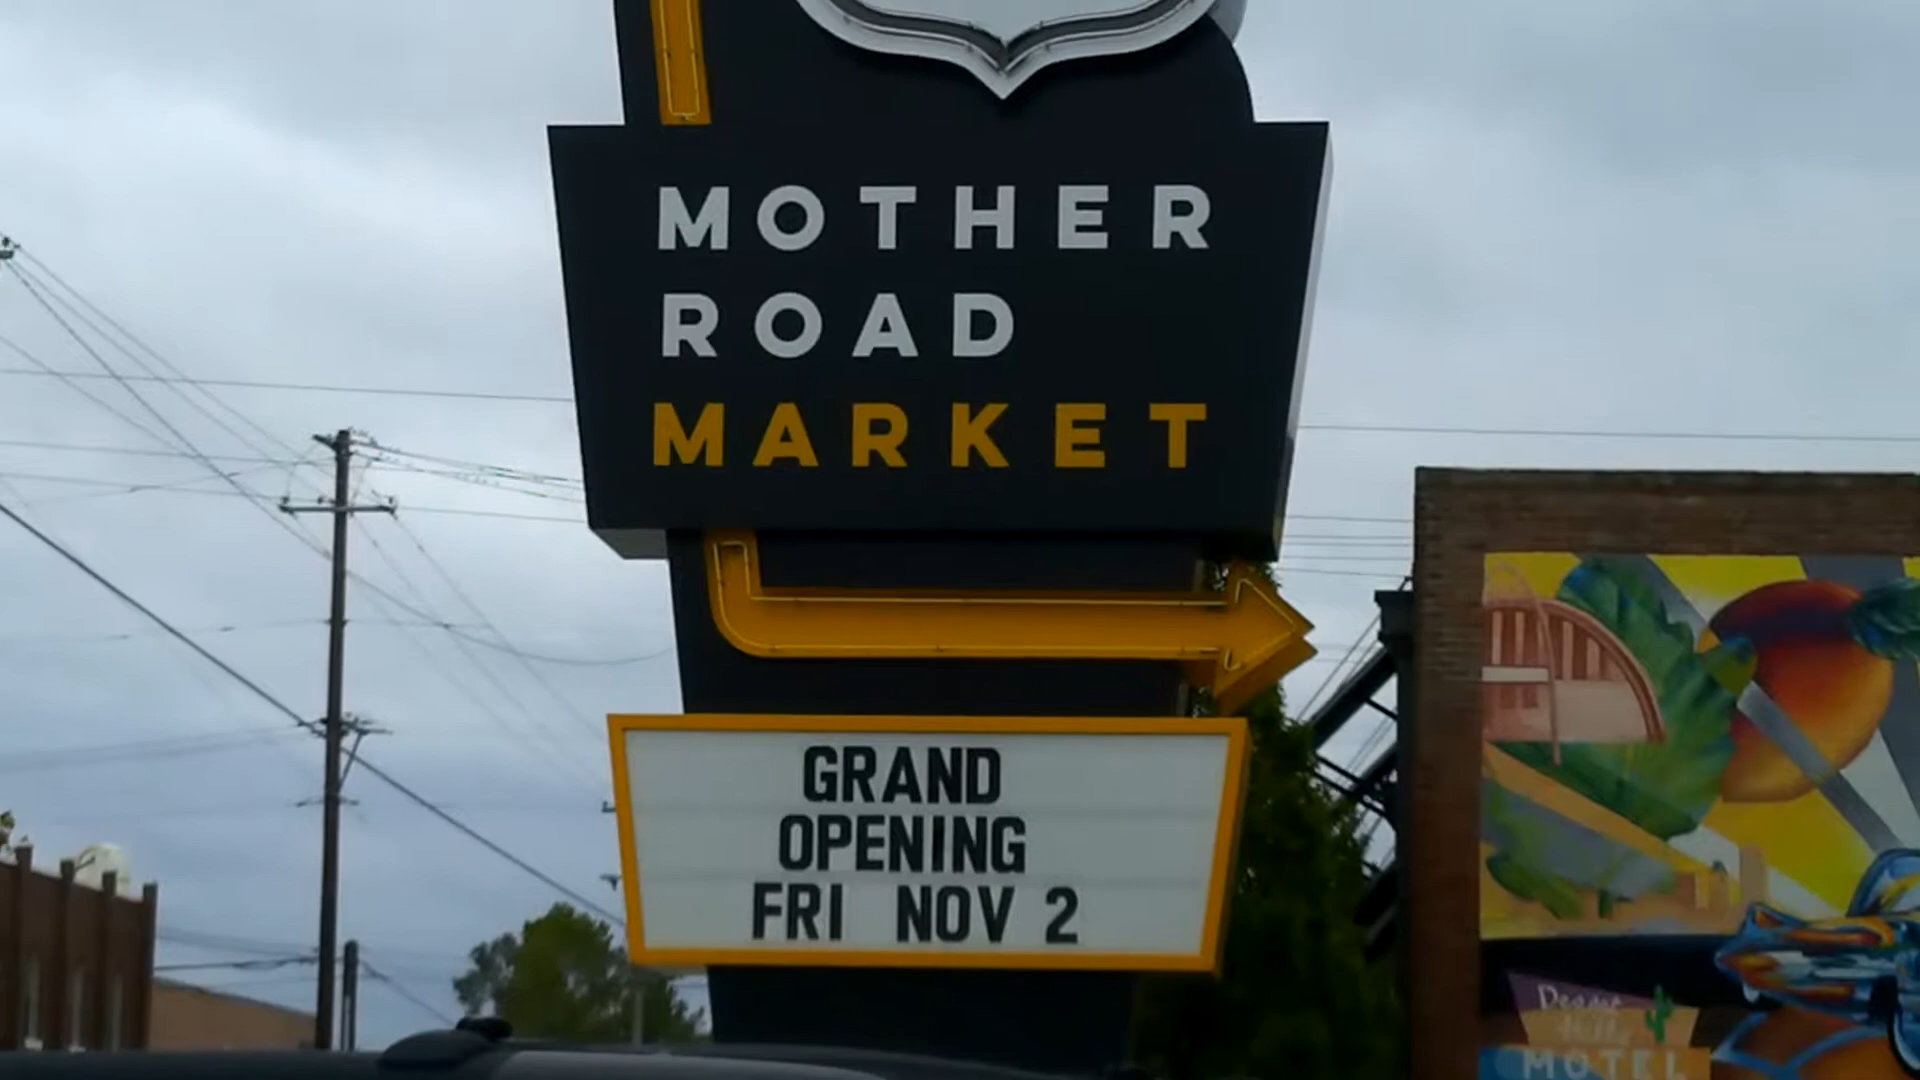 MOTHER
ROAD
MARKET
GRAND
OPENING
FRI NOV 2
MOTEL